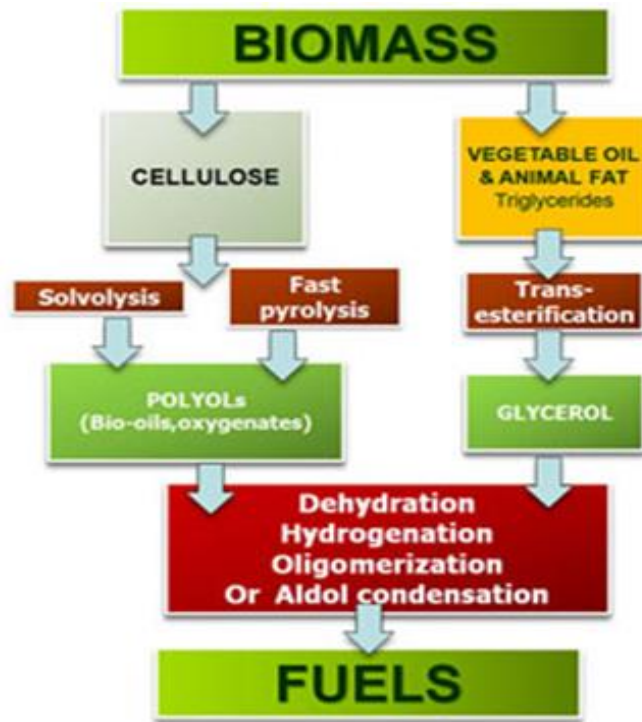 BIOMASS
CELLULOSE
VEGETABLE OIL
& ANIMAL FAT
Triglycerides
Solvolysis
Fast
pyrolysis
Trans-
esterification
POLYOLs
(Bio-oils,oxygenates)
GLYCEROL
Dehydration
Hydrogenation
Oligomerization
Or Aldol condensation
FUELS